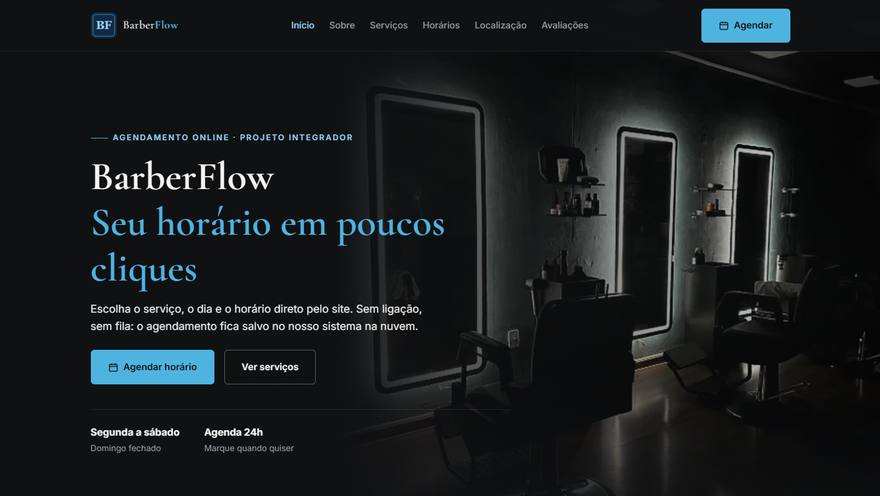 BF BarberFlow
Início Sobre Serviços Horários Localização Avaliações
Agendar
AGENDAMENTO ONLINE · PROJETO INTEGRADOR
BarberFlow
Seu horário em poucos
cliques
Escolha o serviço, o dia e o horário direto pelo site. Sem ligação,
sem fila: o agendamento fica salvo no nosso sistema na nuvem.
Agendar horário
Ver serviços
Segunda a sábado
Domingo fechado
Agenda 24h
Marque quando quiser